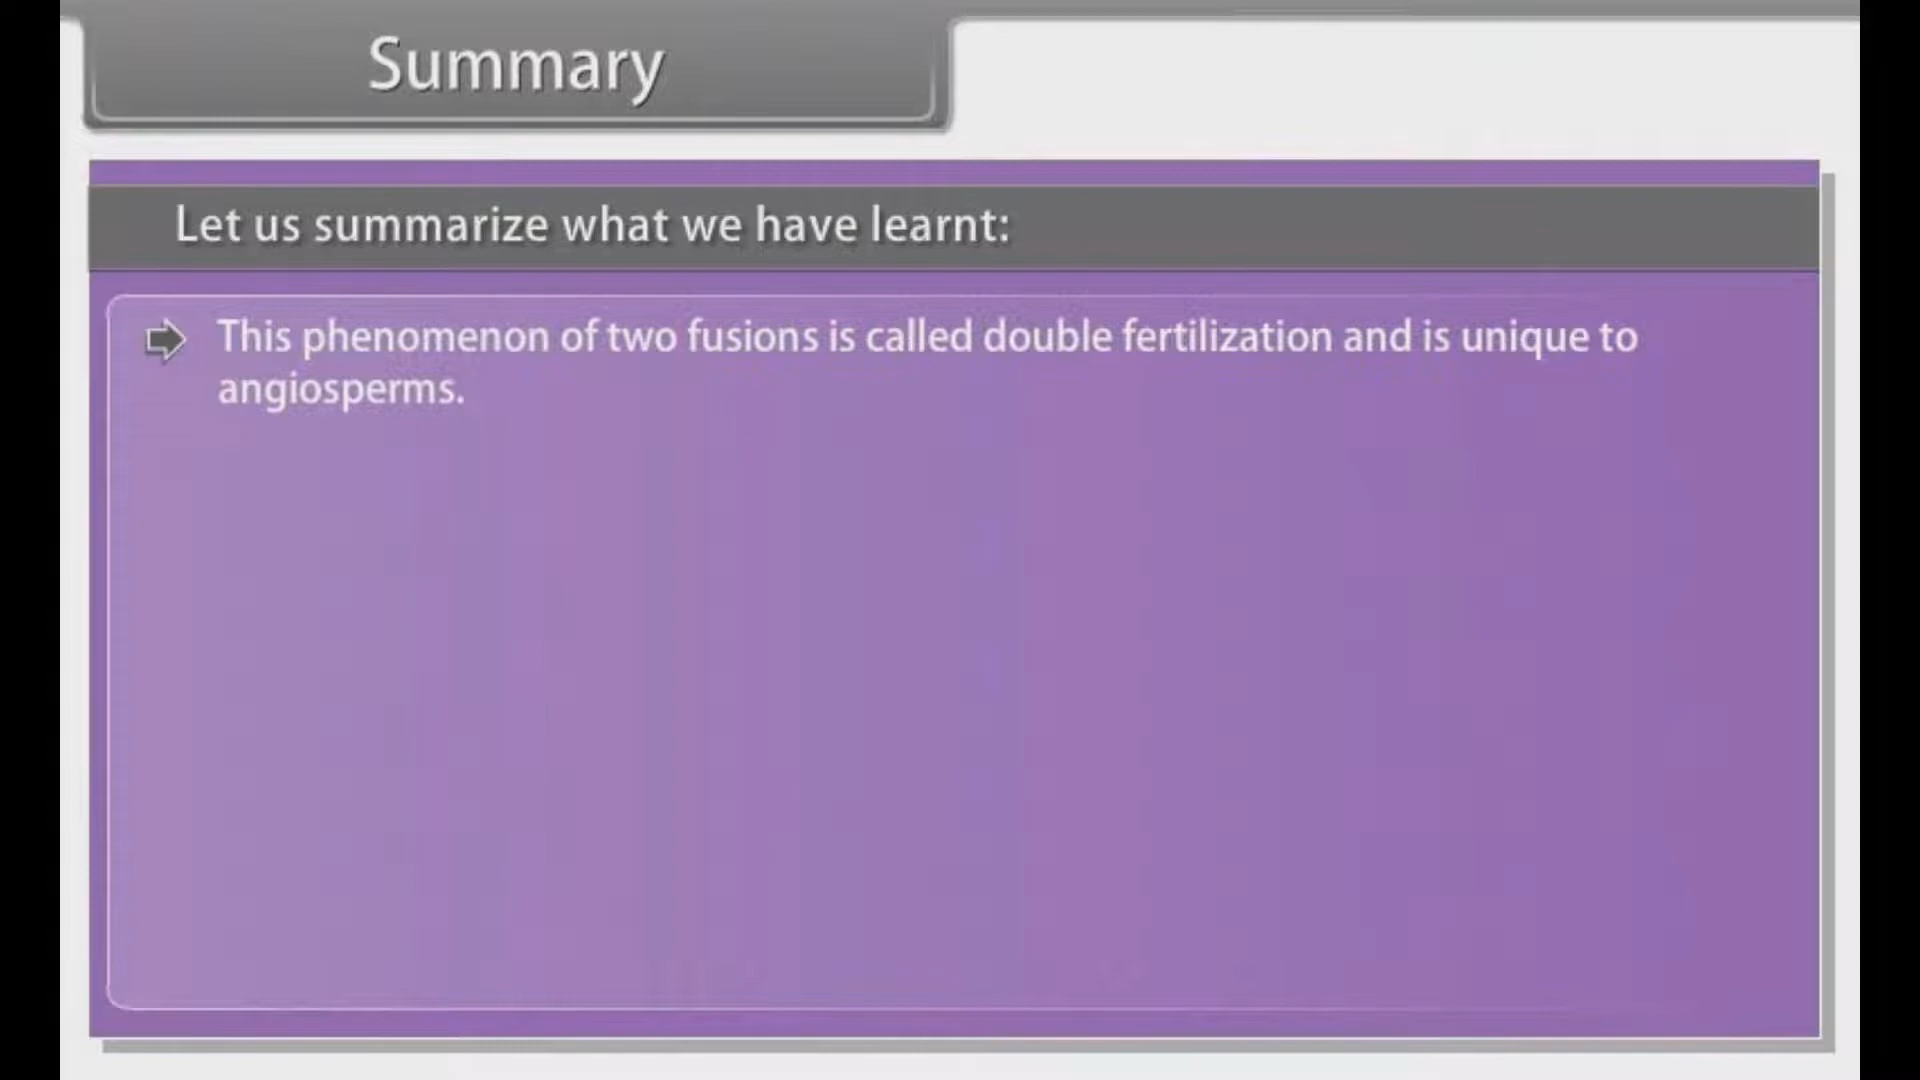 Summary
Let us summarize what we have learnt:
This phenomenon of two fusions is called double fertilization and is unique to
angiosperms.